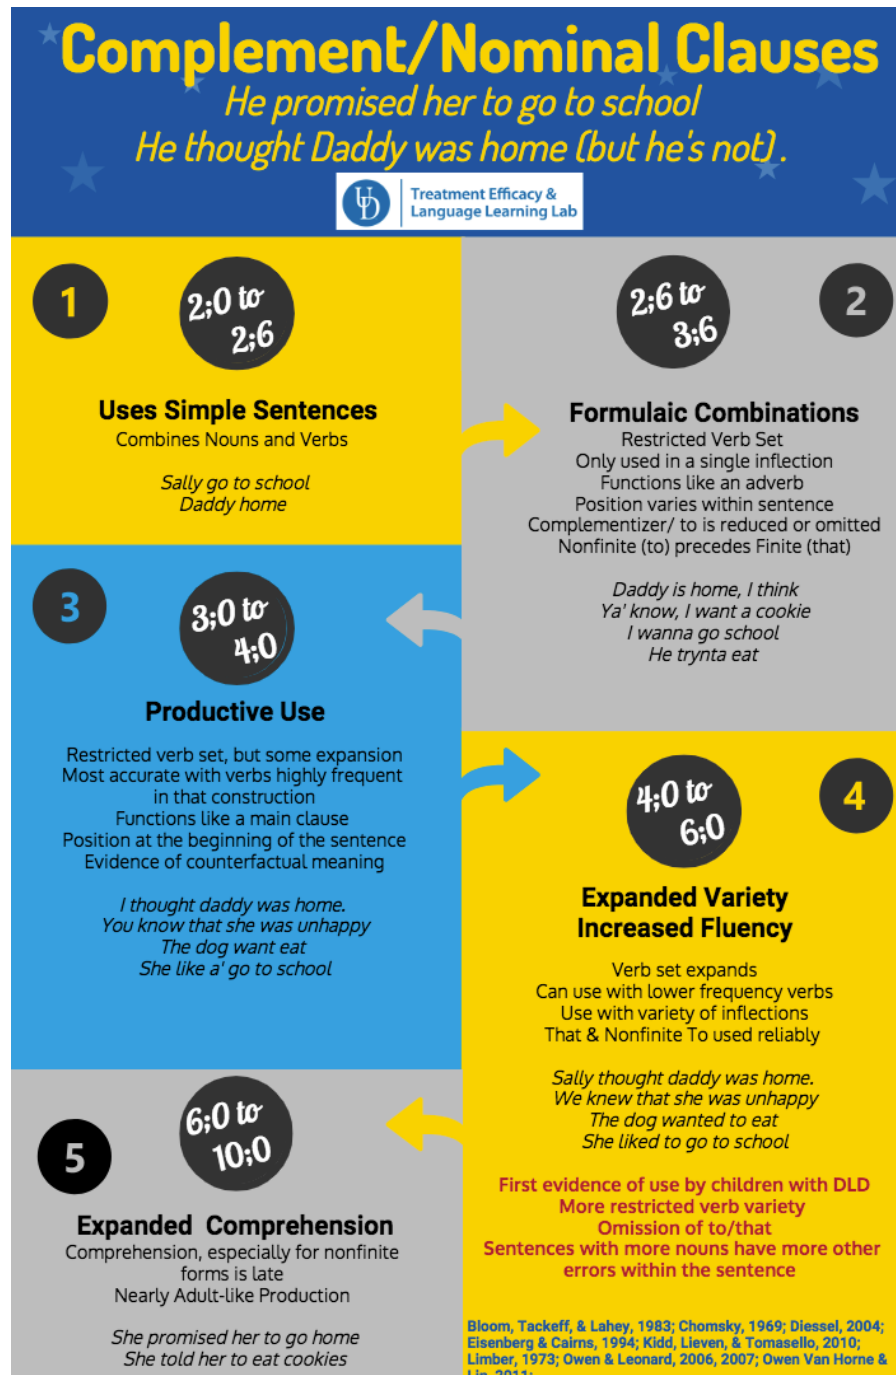 Complement/Nominal Clauses
He promised her to go to school
He thought Daddy was home (but he's not) .
UD
Treatment Efficacy &
Language Learning Lab
1
2;0 to
2;6
Uses Simple Sentences
Combines Nouns and Verbs
Sally go to school
Daddy home
2;6 to
3;6
2
Formulaic Combinations
Restricted Verb Set
Only used in a single inflection
Functions like an adverb
Position varies within sentence
Complementizer/ to is reduced or omitted
Nonfinite (to) precedes Finite (that)
Daddy is home, I think
Ya' know, I want a cookie
I wanna go school
He trynta eat
3
3;0 to
4;0
Productive Use
Restricted verb set, but some expansion
Most accurate with verbs highly frequent
in that construction
Functions like a main clause
Position at the beginning of the sentence
Evidence of counterfactual meaning
I thought daddy was home.
You know that she was unhappy
The dog want eat
She like a' go to school
4;0 to
6;0
4
Expanded Variety
Increased Fluency
Verb set expands
Can use with lower frequency verbs
Use with variety of inflections
That & Nonfinite To used reliably
Sally thought daddy was home.
We knew that she was unhappy
The dog wanted to eat
She liked to go to school
First evidence of use by children with DLD
More restricted verb variety
Omission of to/that
Sentences with more nouns have more other
errors within the sentence
5
6;0 to
10;0
Expanded Comprehension
Comprehension, especially for nonfinite
forms is late
Nearly Adult-like Production
She promised her to go home
She told her to eat cookies
Bloom, Tackeff, & Lahey, 1983; Chomsky, 1969; Diessel, 2004;
Eisenberg & Cairns, 1994; Kidd, Lieven, & Tomasello, 2010;
Limber, 1973; Owen & Leonard, 2006, 2007; Owen Van Horne &
Lin, 2011;